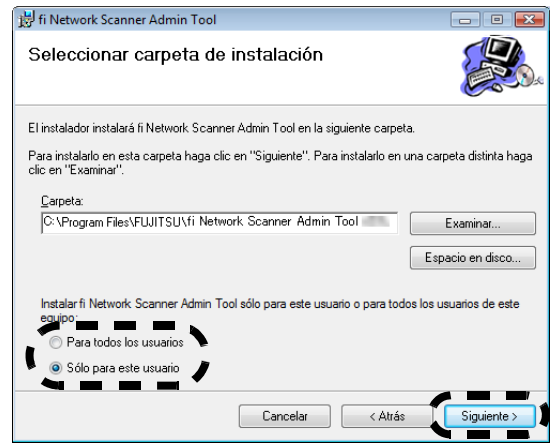 fi Network Scanner Admin Tool
Seleccionar carpeta de instalación
El instalador instalará fi Network Scanner Admin Tool en la siguiente carpeta.
Para instalarlo en esta carpeta haga clic en "Siguiente". Para instalarlo en una carpeta distinta haga
clic en "Examinar".
Carpeta:
C:\Program Files\FUJITSU\fi Network Scanner Admin Tool
Examinar...
Espacio en disco...
Instalar fi Network Scanner Admin Tool sólo para este usuario o para todos los usuarios de este
equipo:
Para todos los usuarios
Sólo para este usuario
Cancelar
< Atrás
Siguiente >